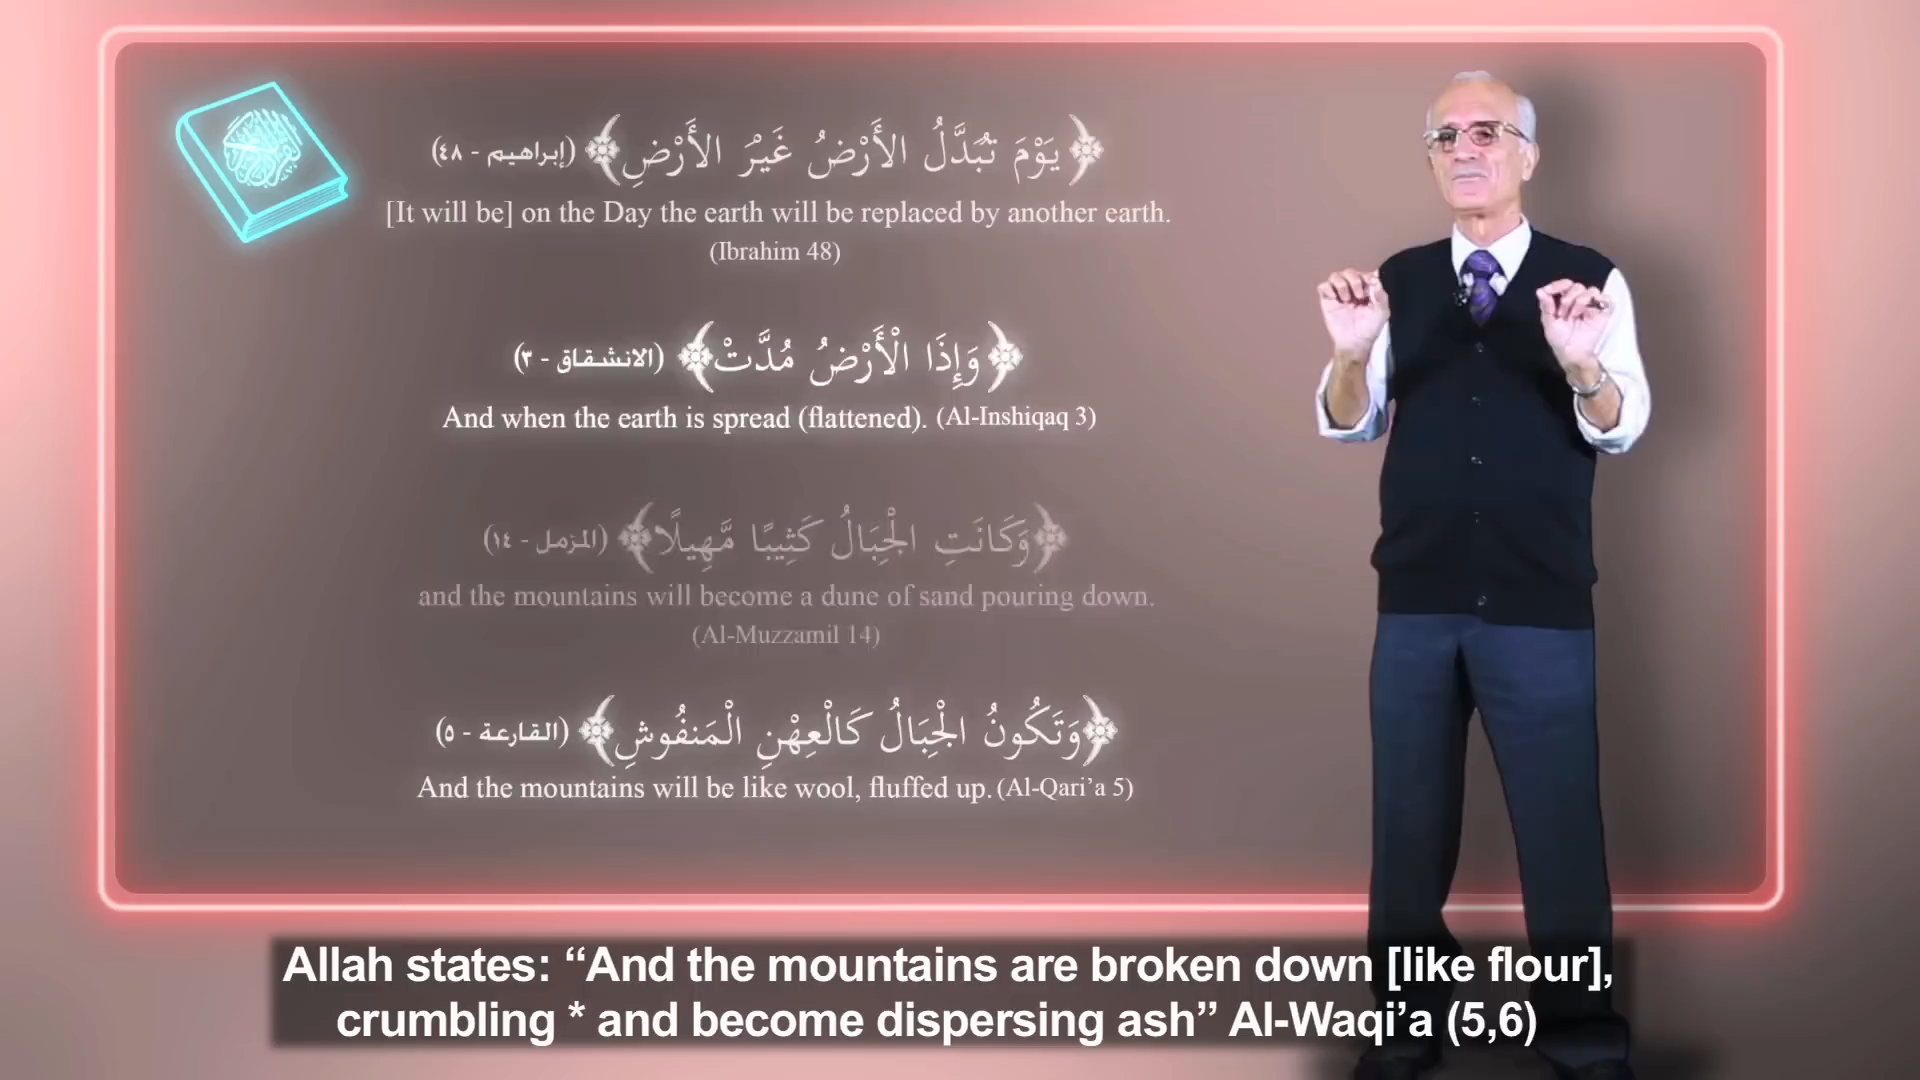 ﴿يَوْمَ تُبَدَّلُ الأَرْضُ غَيْرُ الأَرْضِ﴾ (إبراهيم - ٤٨)
[It will be] on the Day the earth will be replaced by another earth.
(Ibrahim 48)
﴿وَإِذَا الْأَرْضُ مُدَّتْ﴾ (الانشقاق - ٣)
And when the earth is spread (flattened). (Al-Inshiqaq 3)
﴿وَكَانَتِ الْجِبَالُ كَثِيبًا مَّهِيلًا﴾ (المزمل - ١٤)
and the mountains will become a dune of sand pouring down.
(Al-Muzzamil 14)
﴿وَتَكُونُ الْجِبَالُ كَالْعِهْنِ الْمَنفُوشِ﴾ (القارعة - ٥)
And the mountains will be like wool, fluffed up. (Al-Qari’a 5)
Allah states: “And the mountains are broken down [like flour],
crumbling * and become dispersing ash” Al-Waqi’a (5,6)